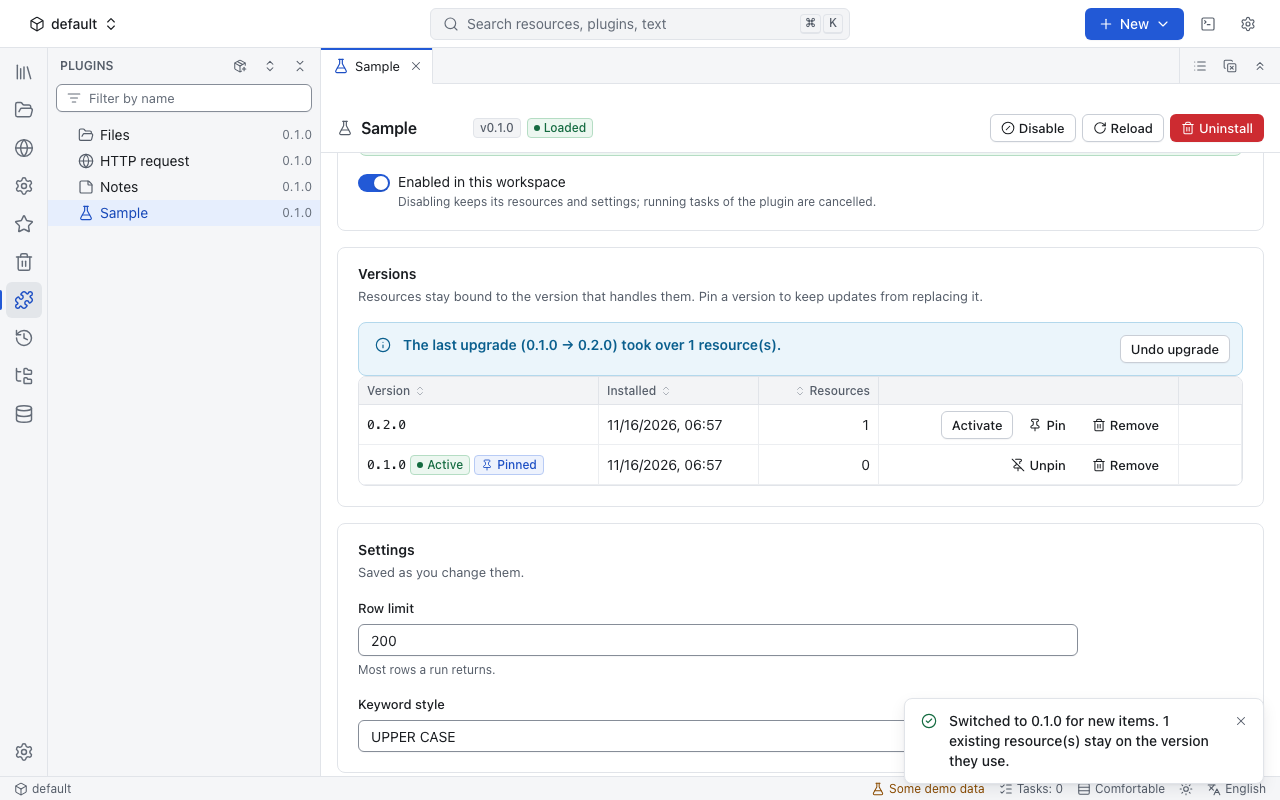 default
Search resources, plugins, text
⌘ K
New
PLUGINS
Filter by name
Files 0.1.0
HTTP request 0.1.0
Notes 0.1.0
Sample 0.1.0
Sample
Sample v0.1.0 Loaded
Disable Reload Uninstall
Enabled in this workspace
Disabling keeps its resources and settings; running tasks of the plugin are cancelled.
Versions
Resources stay bound to the version that handles them. Pin a version to keep updates from replacing it.
The last upgrade (0.1.0 → 0.2.0) took over 1 resource(s).
Undo upgrade
Version Installed Resources
0.2.0 11/16/2026, 06:57 1 Activate Pin Remove
0.1.0 Active Pinned 11/16/2026, 06:57 0 Unpin Remove
Settings
Saved as you change them.
Row limit
200
Most rows a run returns.
Keyword style
UPPER CASE
Switched to 0.1.0 for new items. 1
existing resource(s) stay on the version
they use.
default
Some demo data Tasks: 0 Comfortable English